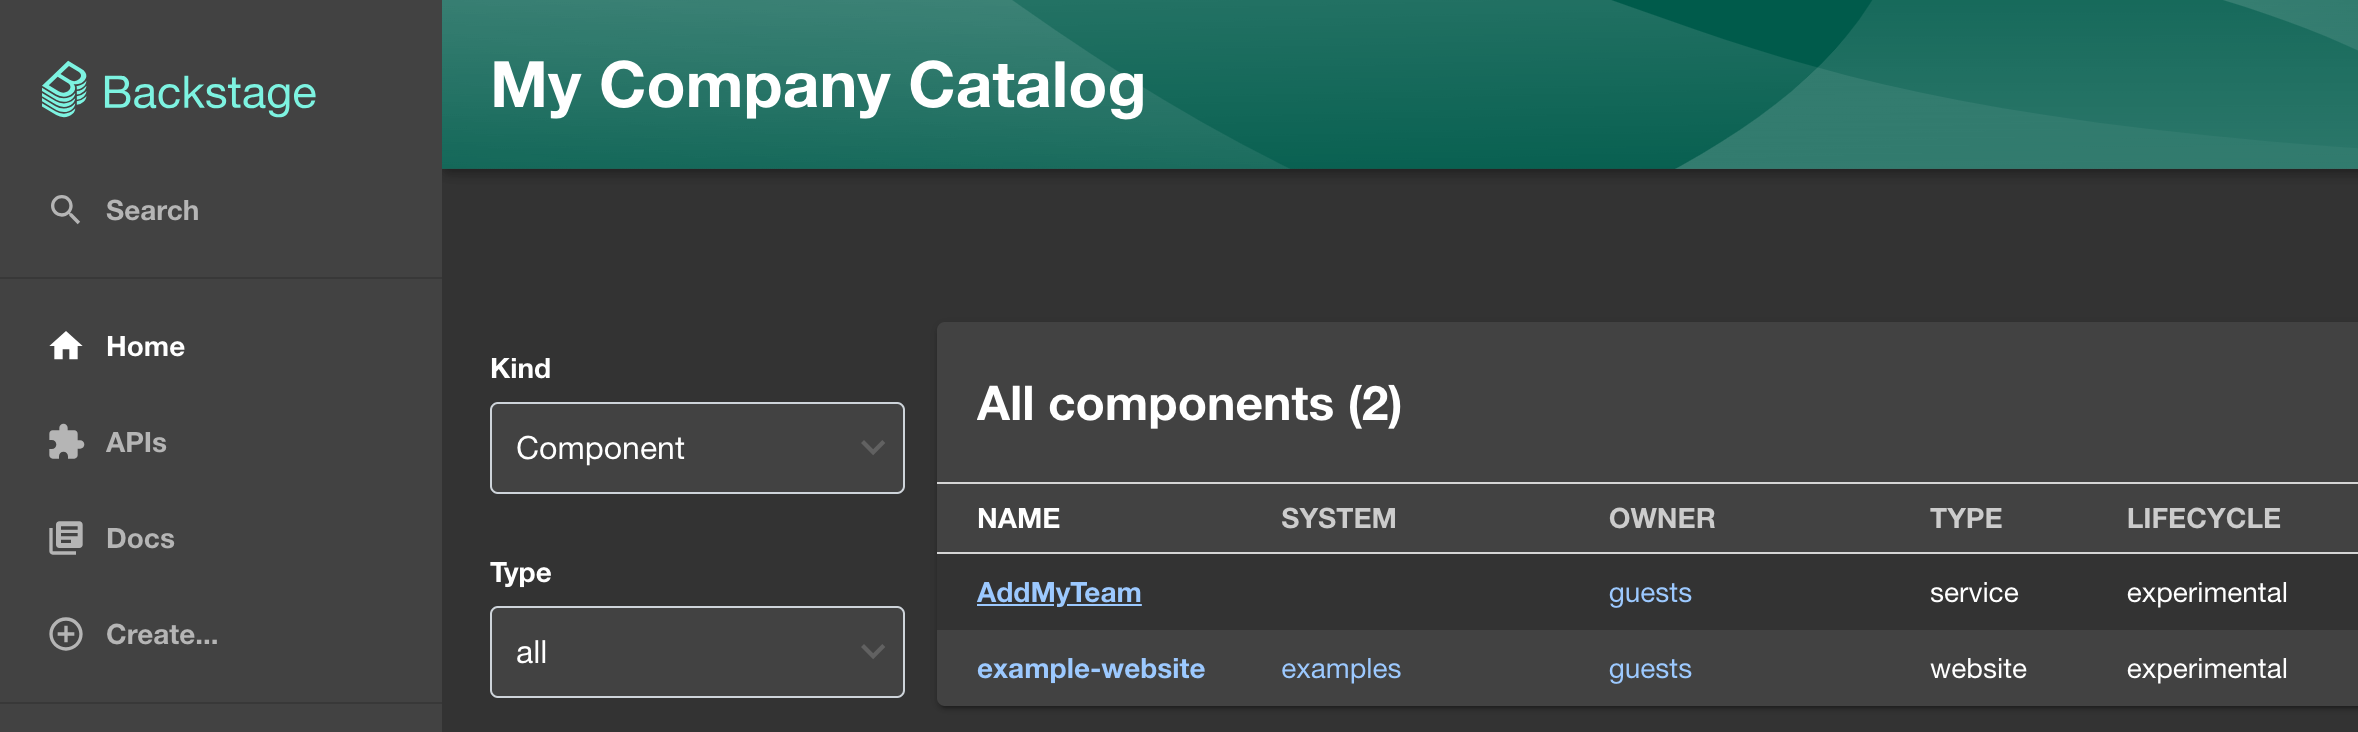 Backstage
Search
Home
APIs
Docs
Create...
My Company Catalog
Kind
Component
Type
all
All components (2)
NAME SYSTEM OWNER TYPE LIFECYCLE
AddMyTeam guests service experimental
example-website examples guests website experimental